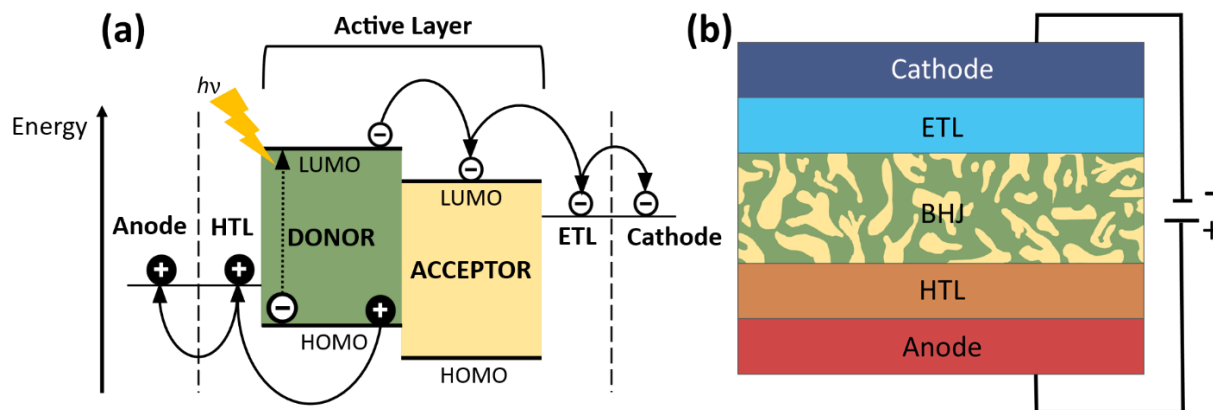 (a)
Active Layer
hν
Energy
LUMO
LUMO
Anode
HTL
DONOR
ACCEPTOR
ETL
Cathode
HOMO
HOMO
(b)
Cathode
ETL
BHJ
HTL
Anode
-
+